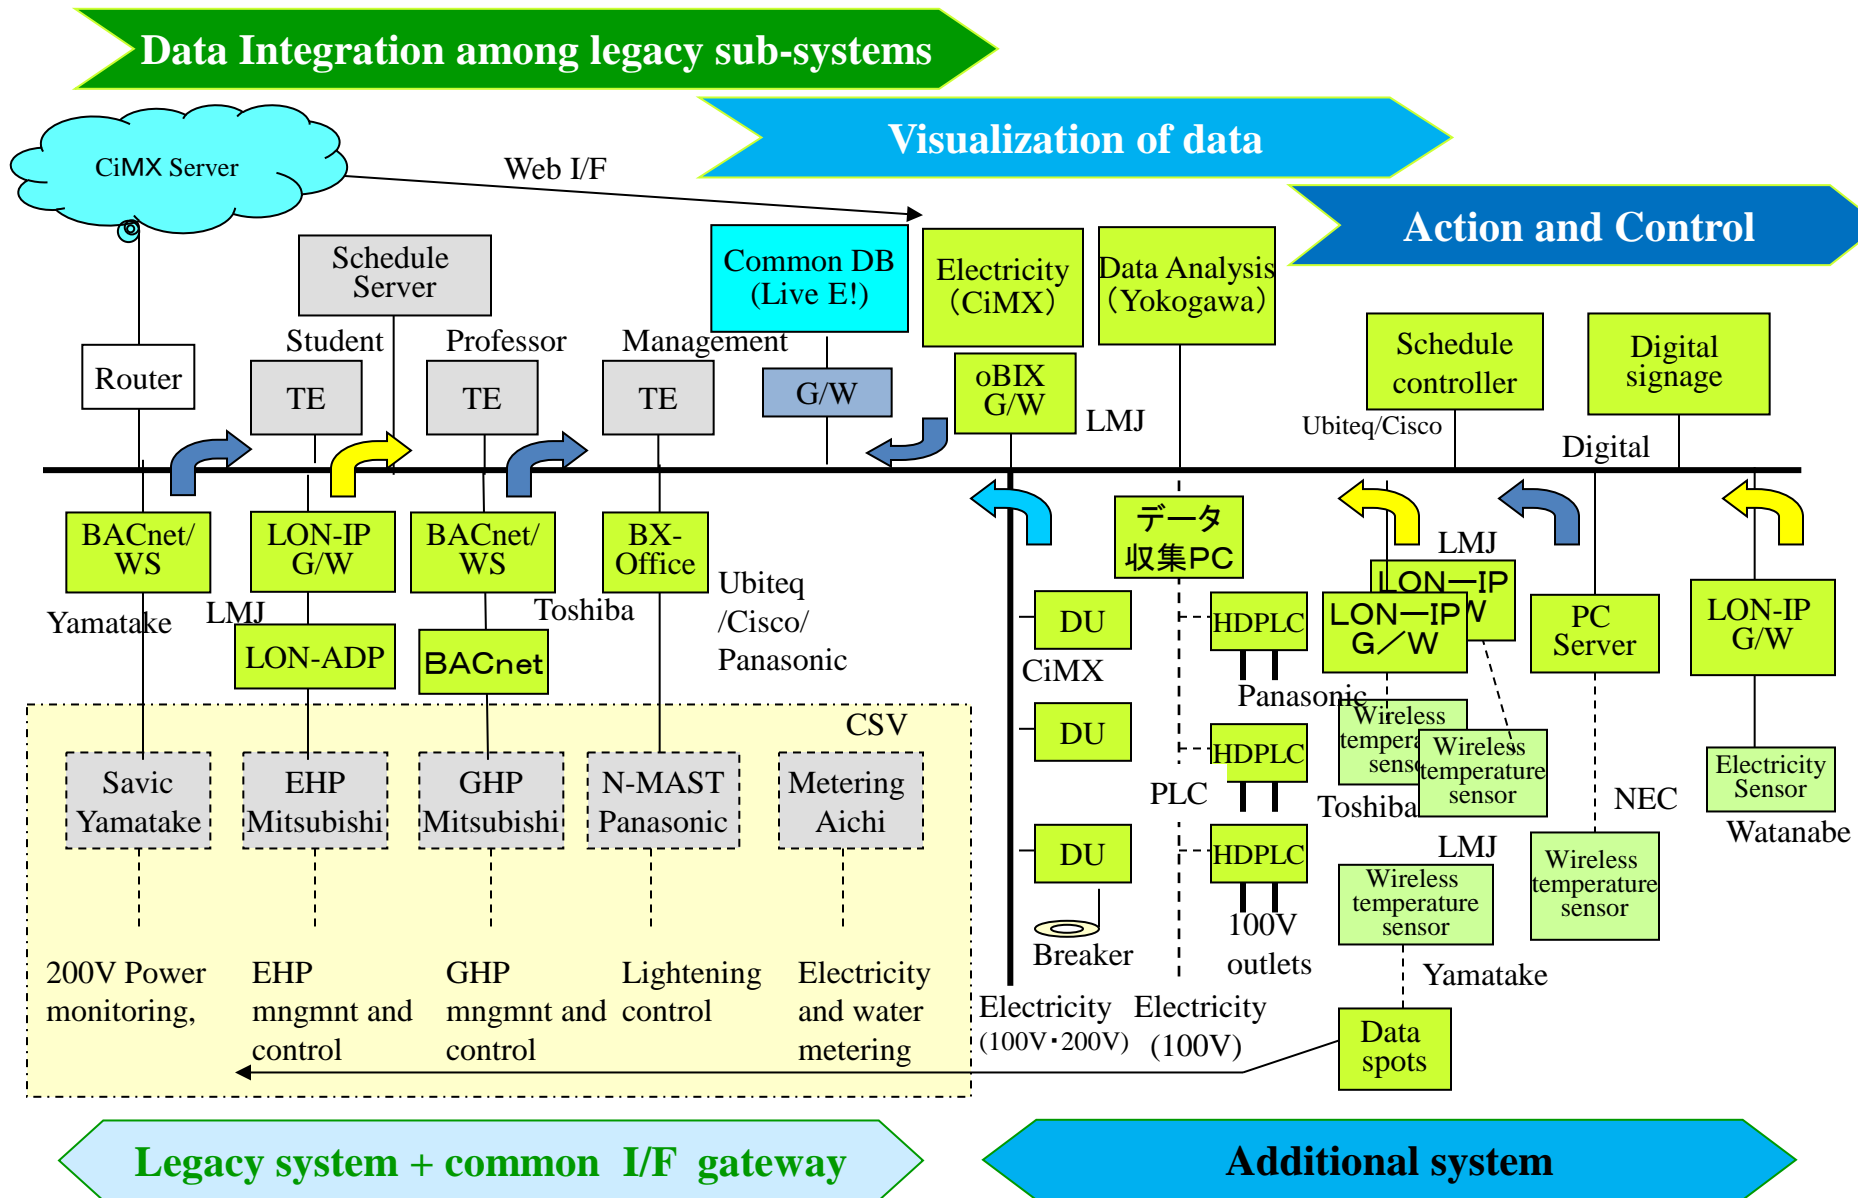 Data Integration among legacy sub-systems
Visualization of data
Action and Control
CiMX Server
Web I/F
Schedule
Server
Common DB
(Live E!)
Electricity
（CiMX）
Data Analysis
（Yokogawa）
Router
Student
TE
Professor
TE
Management
TE
G/W
oBIX
G/W
LMJ
Schedule
controller
Ubiteq/Cisco
Digital
signage
Digital
BACnet/
WS
Yamatake
LON-IP
G/W
LMJ
LON-ADP
BACnet/
WS
Toshiba
BACnet
BX-
Office
Ubiteq
/Cisco/
Panasonic
データ
収集PC
DU
CiMX
DU
DU
Breaker
HDPLC
Panasonic
HDPLC
PLC
HDPLC
100V
outlets
LMJ
LON－IP
W
LON－IP
G／W
PC
Server
LON-IP
G/W
Wireless
tempera
senso
Wireless
temperature
sensor
Toshiba
NEC
Electricity
Sensor
Watanabe
LMJ
Wireless
temperature
sensor
Wireless
temperature
sensor
Yamatake
Data
spots
CSV
Savic
Yamatake
EHP
Mitsubishi
GHP
Mitsubishi
N-MAST
Panasonic
Metering
Aichi
200V Power
monitoring,
EHP
mngmnt and
control
GHP
mngmnt and
control
Lightening
control
Electricity
and water
metering
Electricity
(100V・200V)
Electricity
(100V)
Legacy system + common I/F gateway
Additional system